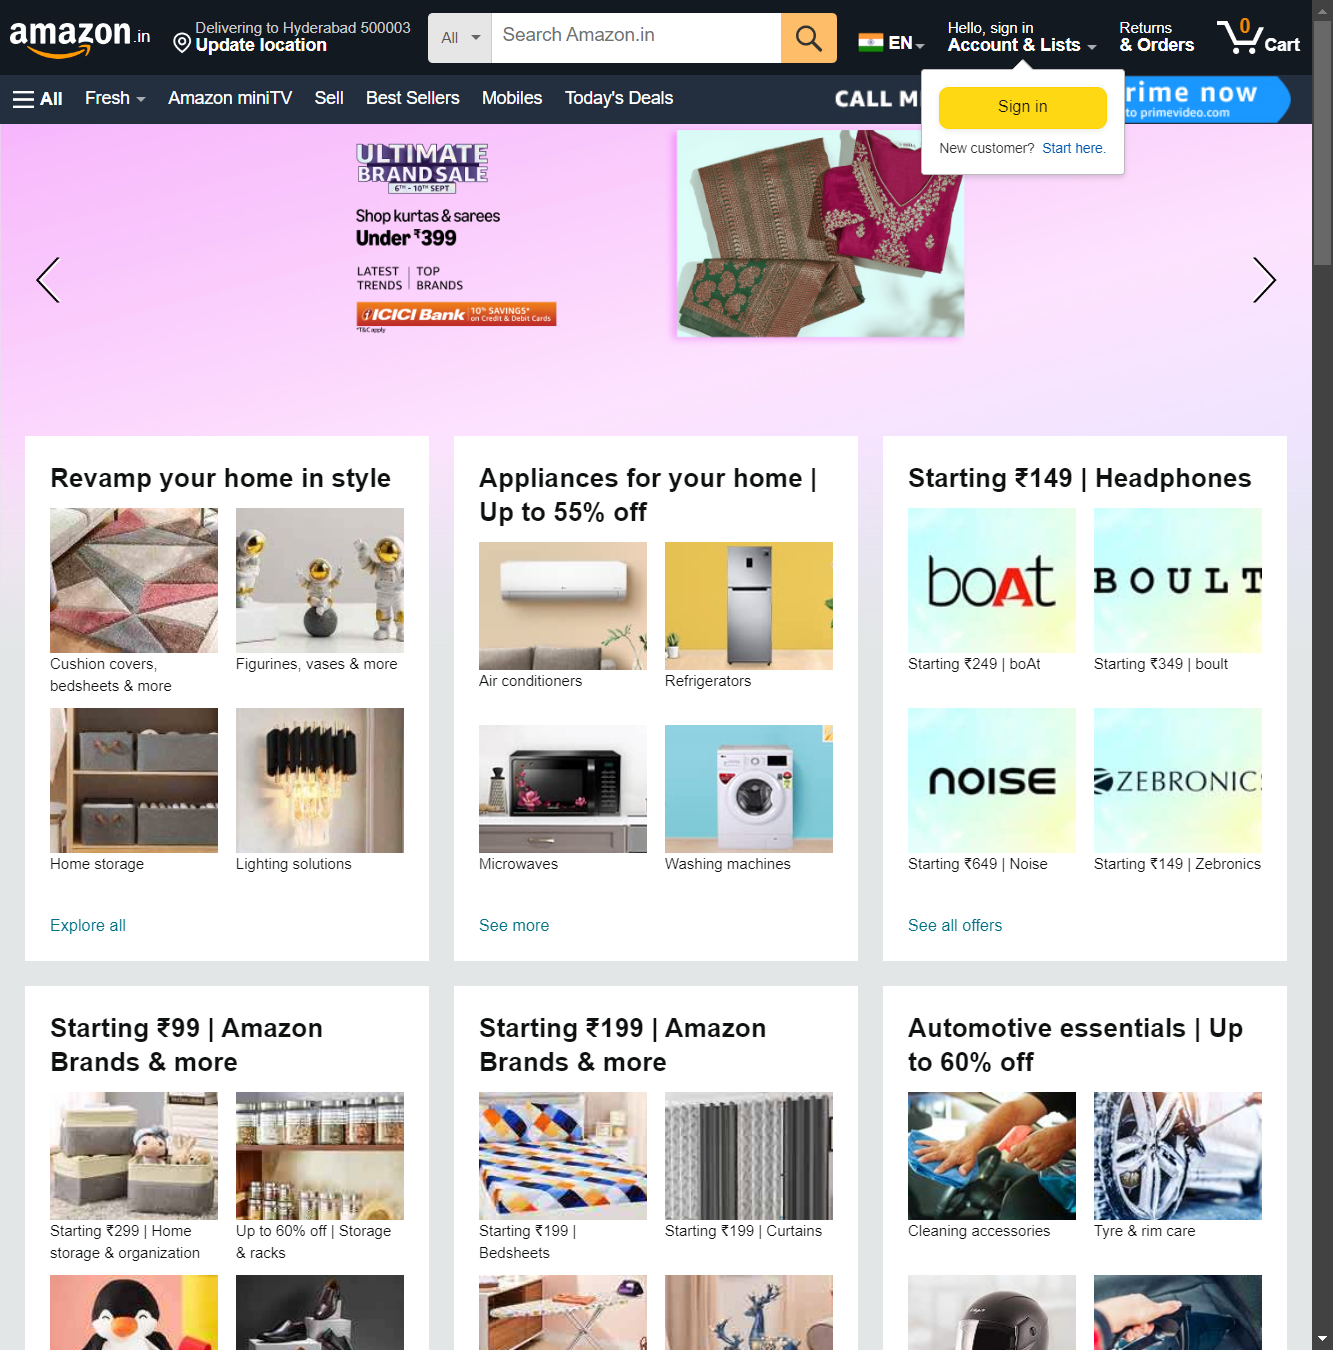 amazon.in
Delivering to Hyderabad 500003
Update location
All
Search Amazon.in
EN
Hello, sign in
Account & Lists
Returns
& Orders
0
Cart
All
Fresh
Amazon miniTV
Sell
Best Sellers
Mobiles
Today's Deals
CALL M
rime now
to primevideo.com
Sign in
New customer? Start here.
ULTIMATE
BRAND SALE
6TH - 10TH SEPT
Shop kurtas & sarees
Under ₹399
LATEST TRENDS | TOP BRANDS
ICICI Bank 10% SAVINGS* on Credit & Debit Cards
*T&C apply
Revamp your home in style
Cushion covers,
bedsheets & more
Figurines, vases & more
Home storage
Lighting solutions
Explore all
Appliances for your home |
Up to 55% off
Air conditioners
Refrigerators
Microwaves
Washing machines
See more
Starting ₹149 | Headphones
boAt
BOULT
Starting ₹249 | boAt
Starting ₹349 | boult
NOISE
ZEBRONIC
Starting ₹649 | Noise
Starting ₹149 | Zebronics
See all offers
Starting ₹99 | Amazon
Brands & more
Starting ₹299 | Home
storage & organization
Up to 60% off | Storage
& racks
Starting ₹199 | Amazon
Brands & more
Starting ₹199 |
Bedsheets
Starting ₹199 | Curtains
Automotive essentials | Up
to 60% off
Cleaning accessories
Tyre & rim care